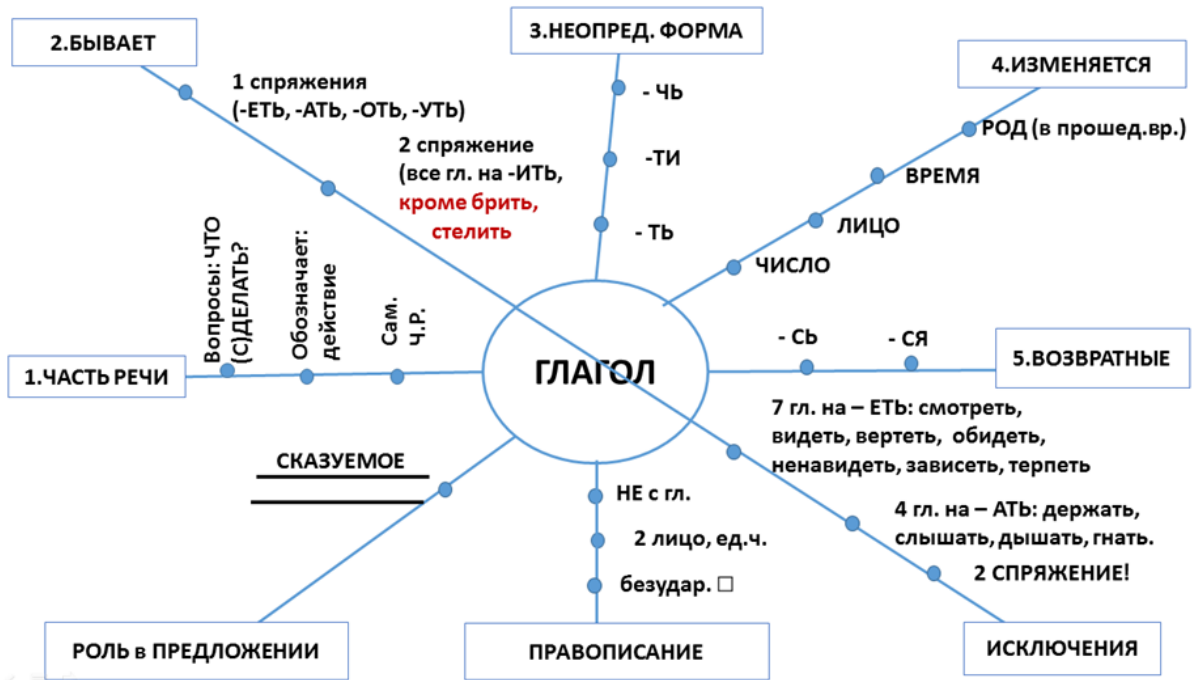 2.БЫВАЕТ
1 спряжения
(-ЕТЬ, -АТЬ, -ОТЬ, -УТЬ)
2 спряжение
(все гл. на -ИТЬ,
кроме брить,
стелить
3.НЕОПРЕД. ФОРМА
- ЧЬ
-ТИ
- ТЬ
4.ИЗМЕНЯЕТСЯ
РОД (в прошед.вр.)
ВРЕМЯ
ЛИЦО
ЧИСЛО
1.ЧАСТЬ РЕЧИ
Вопросы: ЧТО
(С)ДЕЛАТЬ?
Обозначает:
действие
Сам.
Ч.Р.
ГЛАГОЛ
- СЬ
- СЯ
5.ВОЗВРАТНЫЕ
7 гл. на – ЕТЬ: смотреть,
видеть, вертеть, обидеть,
ненавидеть, зависеть, терпеть
4 гл. на – АТЬ: держать,
слышать, дышать, гнать.
2 СПРЯЖЕНИЕ!
ИСКЛЮЧЕНИЯ
СКАЗУЕМОЕ
РОЛЬ в ПРЕДЛОЖЕНИИ
НЕ с гл.
2 лицо, ед.ч.
безудар. □
ПРАВОПИСАНИЕ